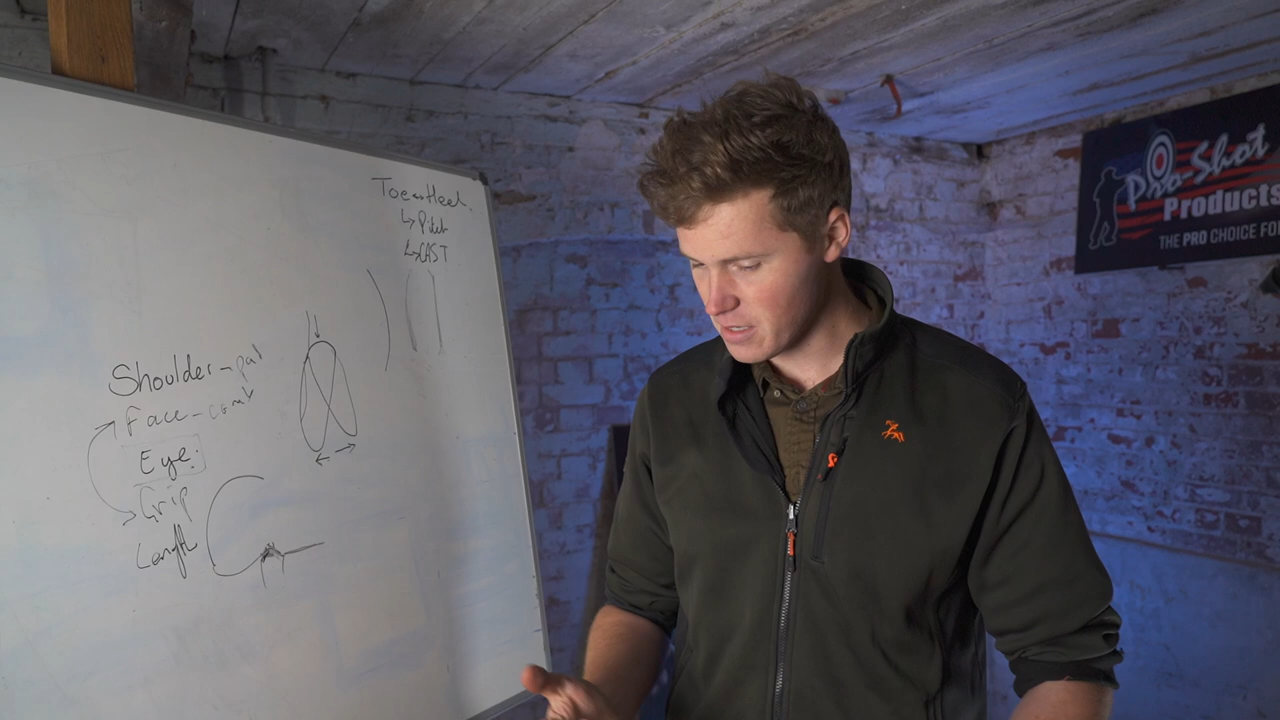 Toe↔Heel.
↳ Pitch
↳ CAST
Shoulder - pad
Face - comb
Eye:
Grip
Length
Pro-Shot
Products
THE PRO CHOICE FO